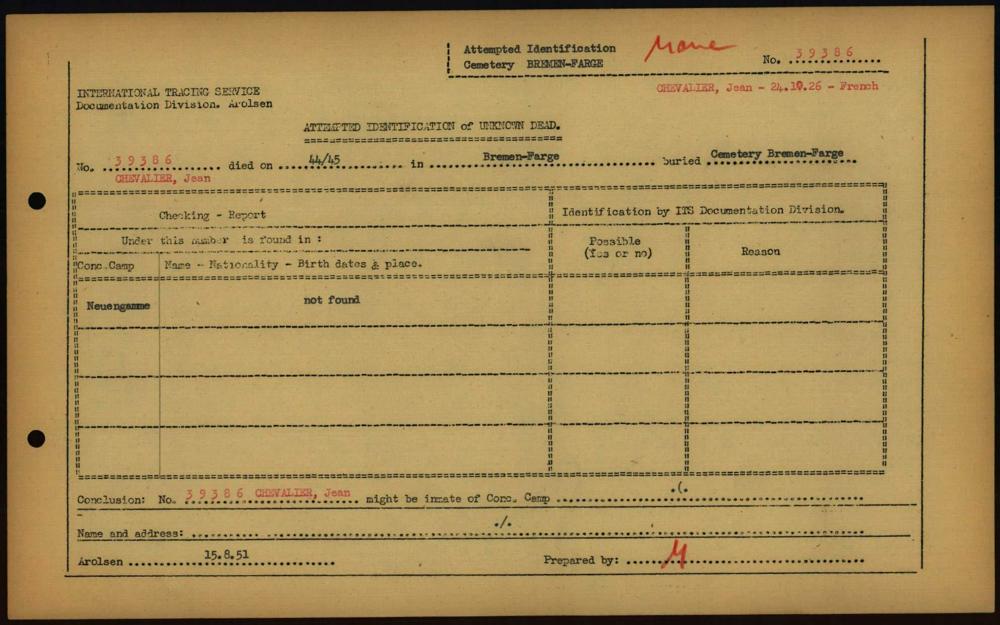 Attempted Identification
Cemetery BREMEN-FARGE
No. 39386
CHEVALIER, Jean - 24.10.26 - French
INTERNATIONAL TRACING SERVICE
Documentation Division. Arolsen
ATTEMPTED IDENTIFICATION of UNKNOWN DEAD.
No. 39386 died on 44/45 in Bremen-Farge buried Cemetery Bremen-Farge
CHEVALIER, Jean
Checking - Report
Identification by ITS Documentation Division.
Under this number is found in :
Possible
(Yes or no)
Reason
Conc.Camp
Name - Nationality - Birth dates & place.
Neuengamme
not found
Conclusion: No. 39386 CHEVALIER, Jean might be inmate of Conc. Camp ./.
Name and address: ./.
Arolsen 15.8.51 Prepared by: